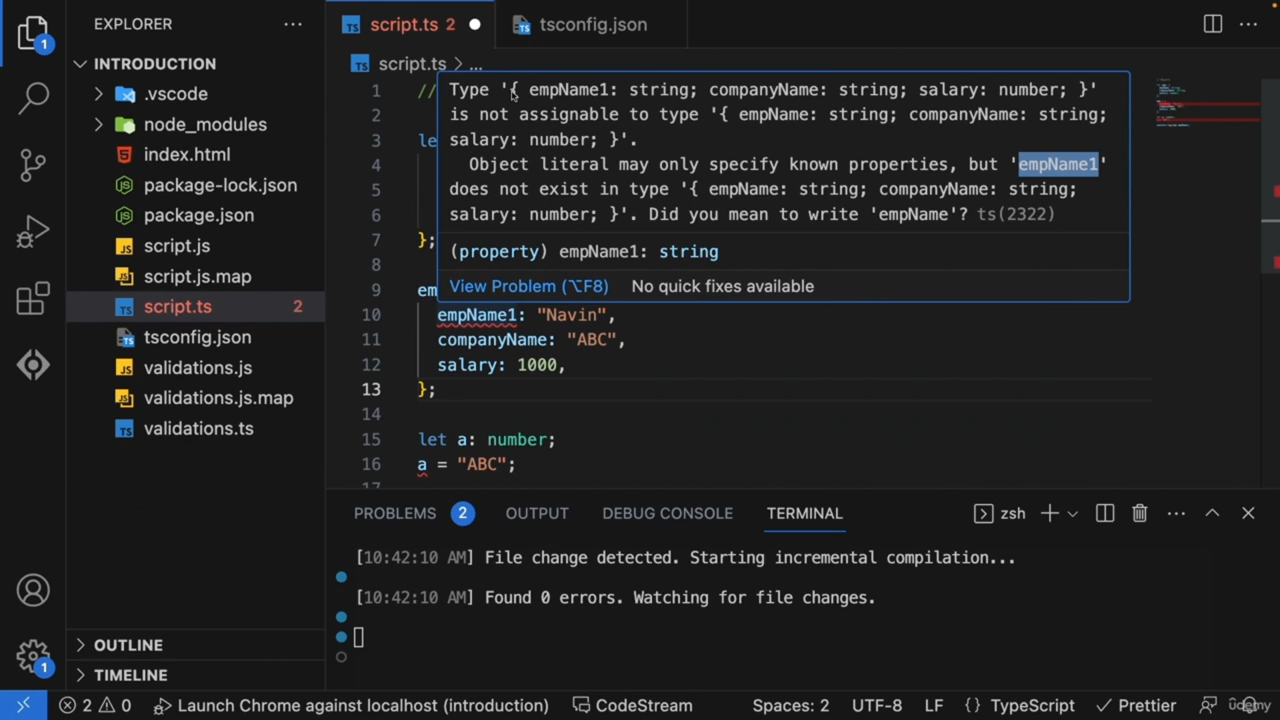 EXPLORER
script.ts 2
tsconfig.json
1
INTRODUCTION
script.ts > ...
.vscode
node_modules
index.html
package-lock.json
package.json
script.js
script.js.map
script.ts 2
tsconfig.json
validations.js
validations.js.map
validations.ts
OUTLINE
TIMELINE
1
1 //
2
3 le
4
5
6
7 };
8
9 em
10 empName1: "Navin",
11 companyName: "ABC",
12 salary: 1000,
13 };
14
15 let a: number;
16 a = "ABC";
17
Type '{ empName1: string; companyName: string; salary: number; }'
is not assignable to type '{ empName: string; companyName: string;
salary: number; }'.
Object literal may only specify known properties, but 'empName1'
does not exist in type '{ empName: string; companyName: string;
salary: number; }'. Did you mean to write 'empName'? ts(2322)
(property) empName1: string
View Problem (⌥F8) No quick fixes available
PROBLEMS 2 OUTPUT DEBUG CONSOLE TERMINAL zsh
[10:42:10 AM] File change detected. Starting incremental compilation...
[10:42:10 AM] Found 0 errors. Watching for file changes.
2 0 Launch Chrome against localhost (introduction) CodeStream Spaces: 2 UTF-8 LF {} TypeScript Prettier
udemy